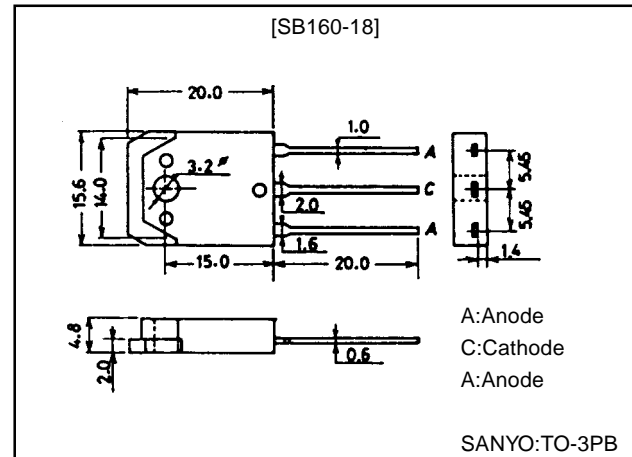 [SB160-18]
20.0
1.0
A
3.2ø
15.6
14.0
C
5.45
2.0
5.45
A
1.6
1.4
15.0
20.0
4.8
2.0
0.6
A:Anode
C:Cathode
A:Anode
SANYO:TO-3PB